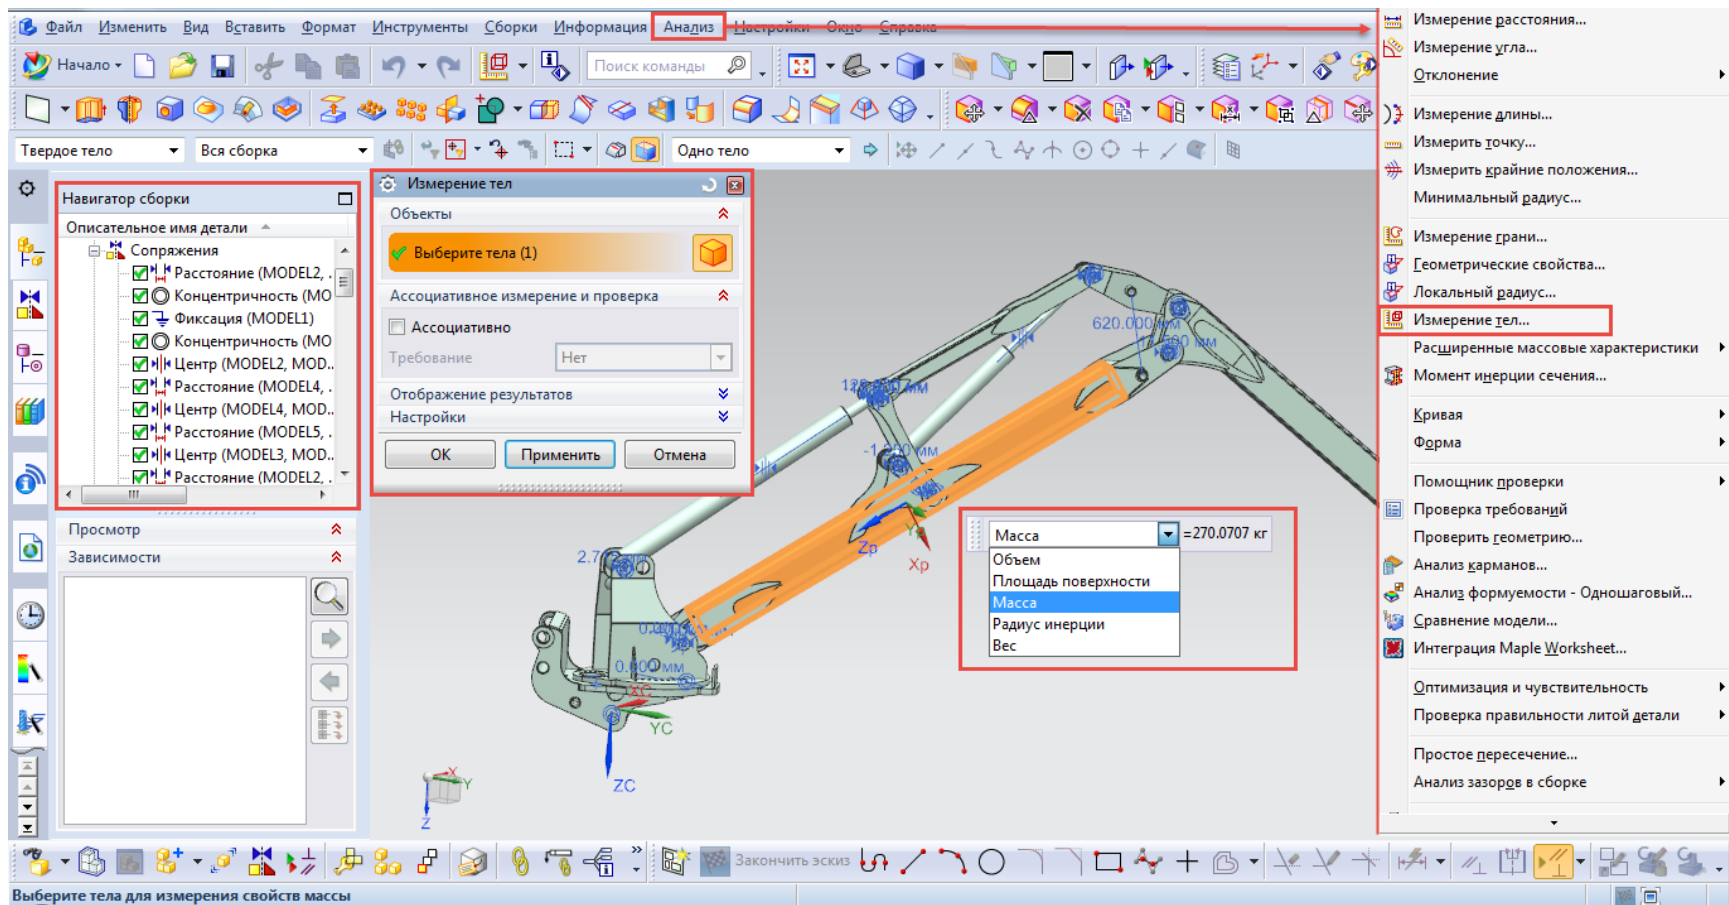 Файл Изменить Вид Вставить Формат Инструменты Сборки Информация Анализ Настройки Окно Справка
Начало
Поиск команды
Твердое тело
Вся сборка
Одно тело
Навигатор сборки
Описательное имя детали
Сопряжения
Расстояние (MODEL2, .
Концентричность (MO
Фиксация (MODEL1)
Концентричность (MO
Центр (MODEL2, MOD..
Расстояние (MODEL4, .
Центр (MODEL4, MOD..
Расстояние (MODEL5, .
Центр (MODEL3, MOD..
Расстояние (MODEL2, .
Просмотр
Зависимости
Измерение тел
Объекты
Выберите тела (1)
Ассоциативное измерение и проверка
Ассоциативно
Требование
Нет
Отображение результатов
Настройки
ОК
Применить
Отмена
620.000 мм
мм
мм
мм
0.000 мм
Zp
Xp
XC
YC
ZC
X
Y
Z
Масса
=270.0707 кг
Объем
Площадь поверхности
Масса
Радиус инерции
Вес
Измерение расстояния...
Измерение угла...
Отклонение
Измерение длины...
Измерить точку...
Измерить крайние положения...
Минимальный радиус...
Измерение грани...
Геометрические свойства...
Локальный радиус...
Измерение тел...
Расширенные массовые характеристики
Момент инерции сечения...
Кривая
Форма
Помощник проверки
Проверка требований
Проверить геометрию...
Анализ карманов...
Анализ формуемости - Одношаговый...
Сравнение модели...
Интеграция Maple Worksheet...
Оптимизация и чувствительность
Проверка правильности литой детали
Простое пересечение...
Анализ зазоров в сборке
Закончить эскиз
Выберите тела для измерения свойств массы